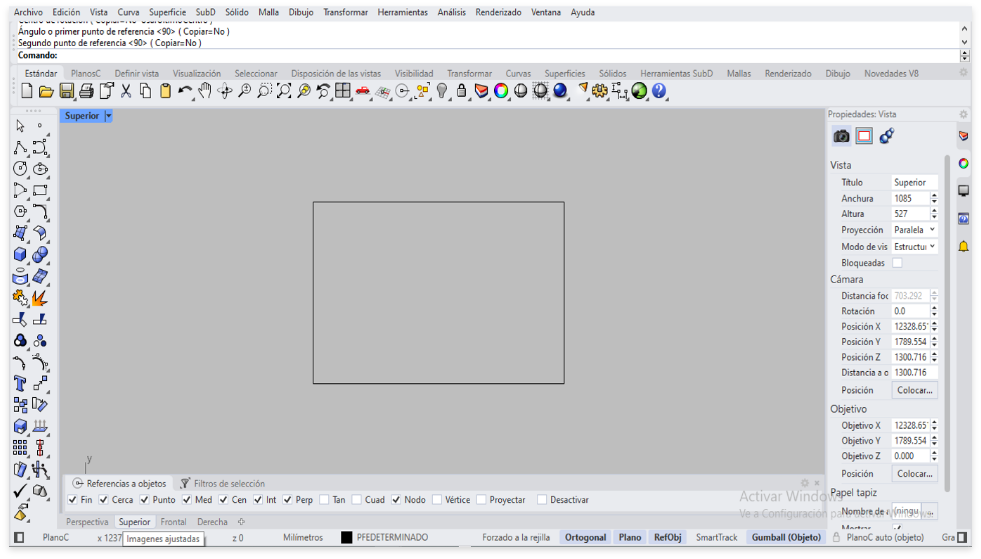 Archivo Edición Vista Curva Superficie SubD Sólido Malla Dibujo Transformar Herramientas Análisis Renderizado Ventana Ayuda
Ángulo o primer punto de referencia <90> ( Copiar=No )
Segundo punto de referencia <90> ( Copiar=No )
Comando:
Estándar PlanosC Definir vista Visualización Seleccionar Disposición de las vistas Visibilidad Transformar Curvas Superficies Sólidos Herramientas SubD Mallas Renderizado Dibujo Novedades V8
Superior
Propiedades: Vista
Vista
Título Superior
Anchura 1085
Altura 527
Proyección Paralela
Modo de vis Estructu
Bloqueadas
Cámara
Distancia foc 703.292
Rotación 0.0
Posición X 12328.65
Posición Y 1789.554
Posición Z 1300.716
Distancia a o 1300.716
Posición Colocar...
Objetivo
Objetivo X 12328.65
Objetivo Y 1789.554
Objetivo Z 0.000
Posición Colocar...
Papel tapiz
Nombre de a (ningu ...
Mostrar
y
Referencias a objetos Filtros de selección
Fin Cerca Punto Med Cen Int Perp Tan Cuad Nodo Vértice Proyectar Desactivar
Activar Windows
Ve a Configuración para activar Windows.
Perspectiva Superior Frontal Derecha
PlanoC x 1237 Imagenes ajustadas z 0 Milímetros PREDETERMINADO Forzado a la rejilla Ortogonal Plano RefObj SmartTrack Gumball (Objeto) PlanoC auto (objeto) Gra